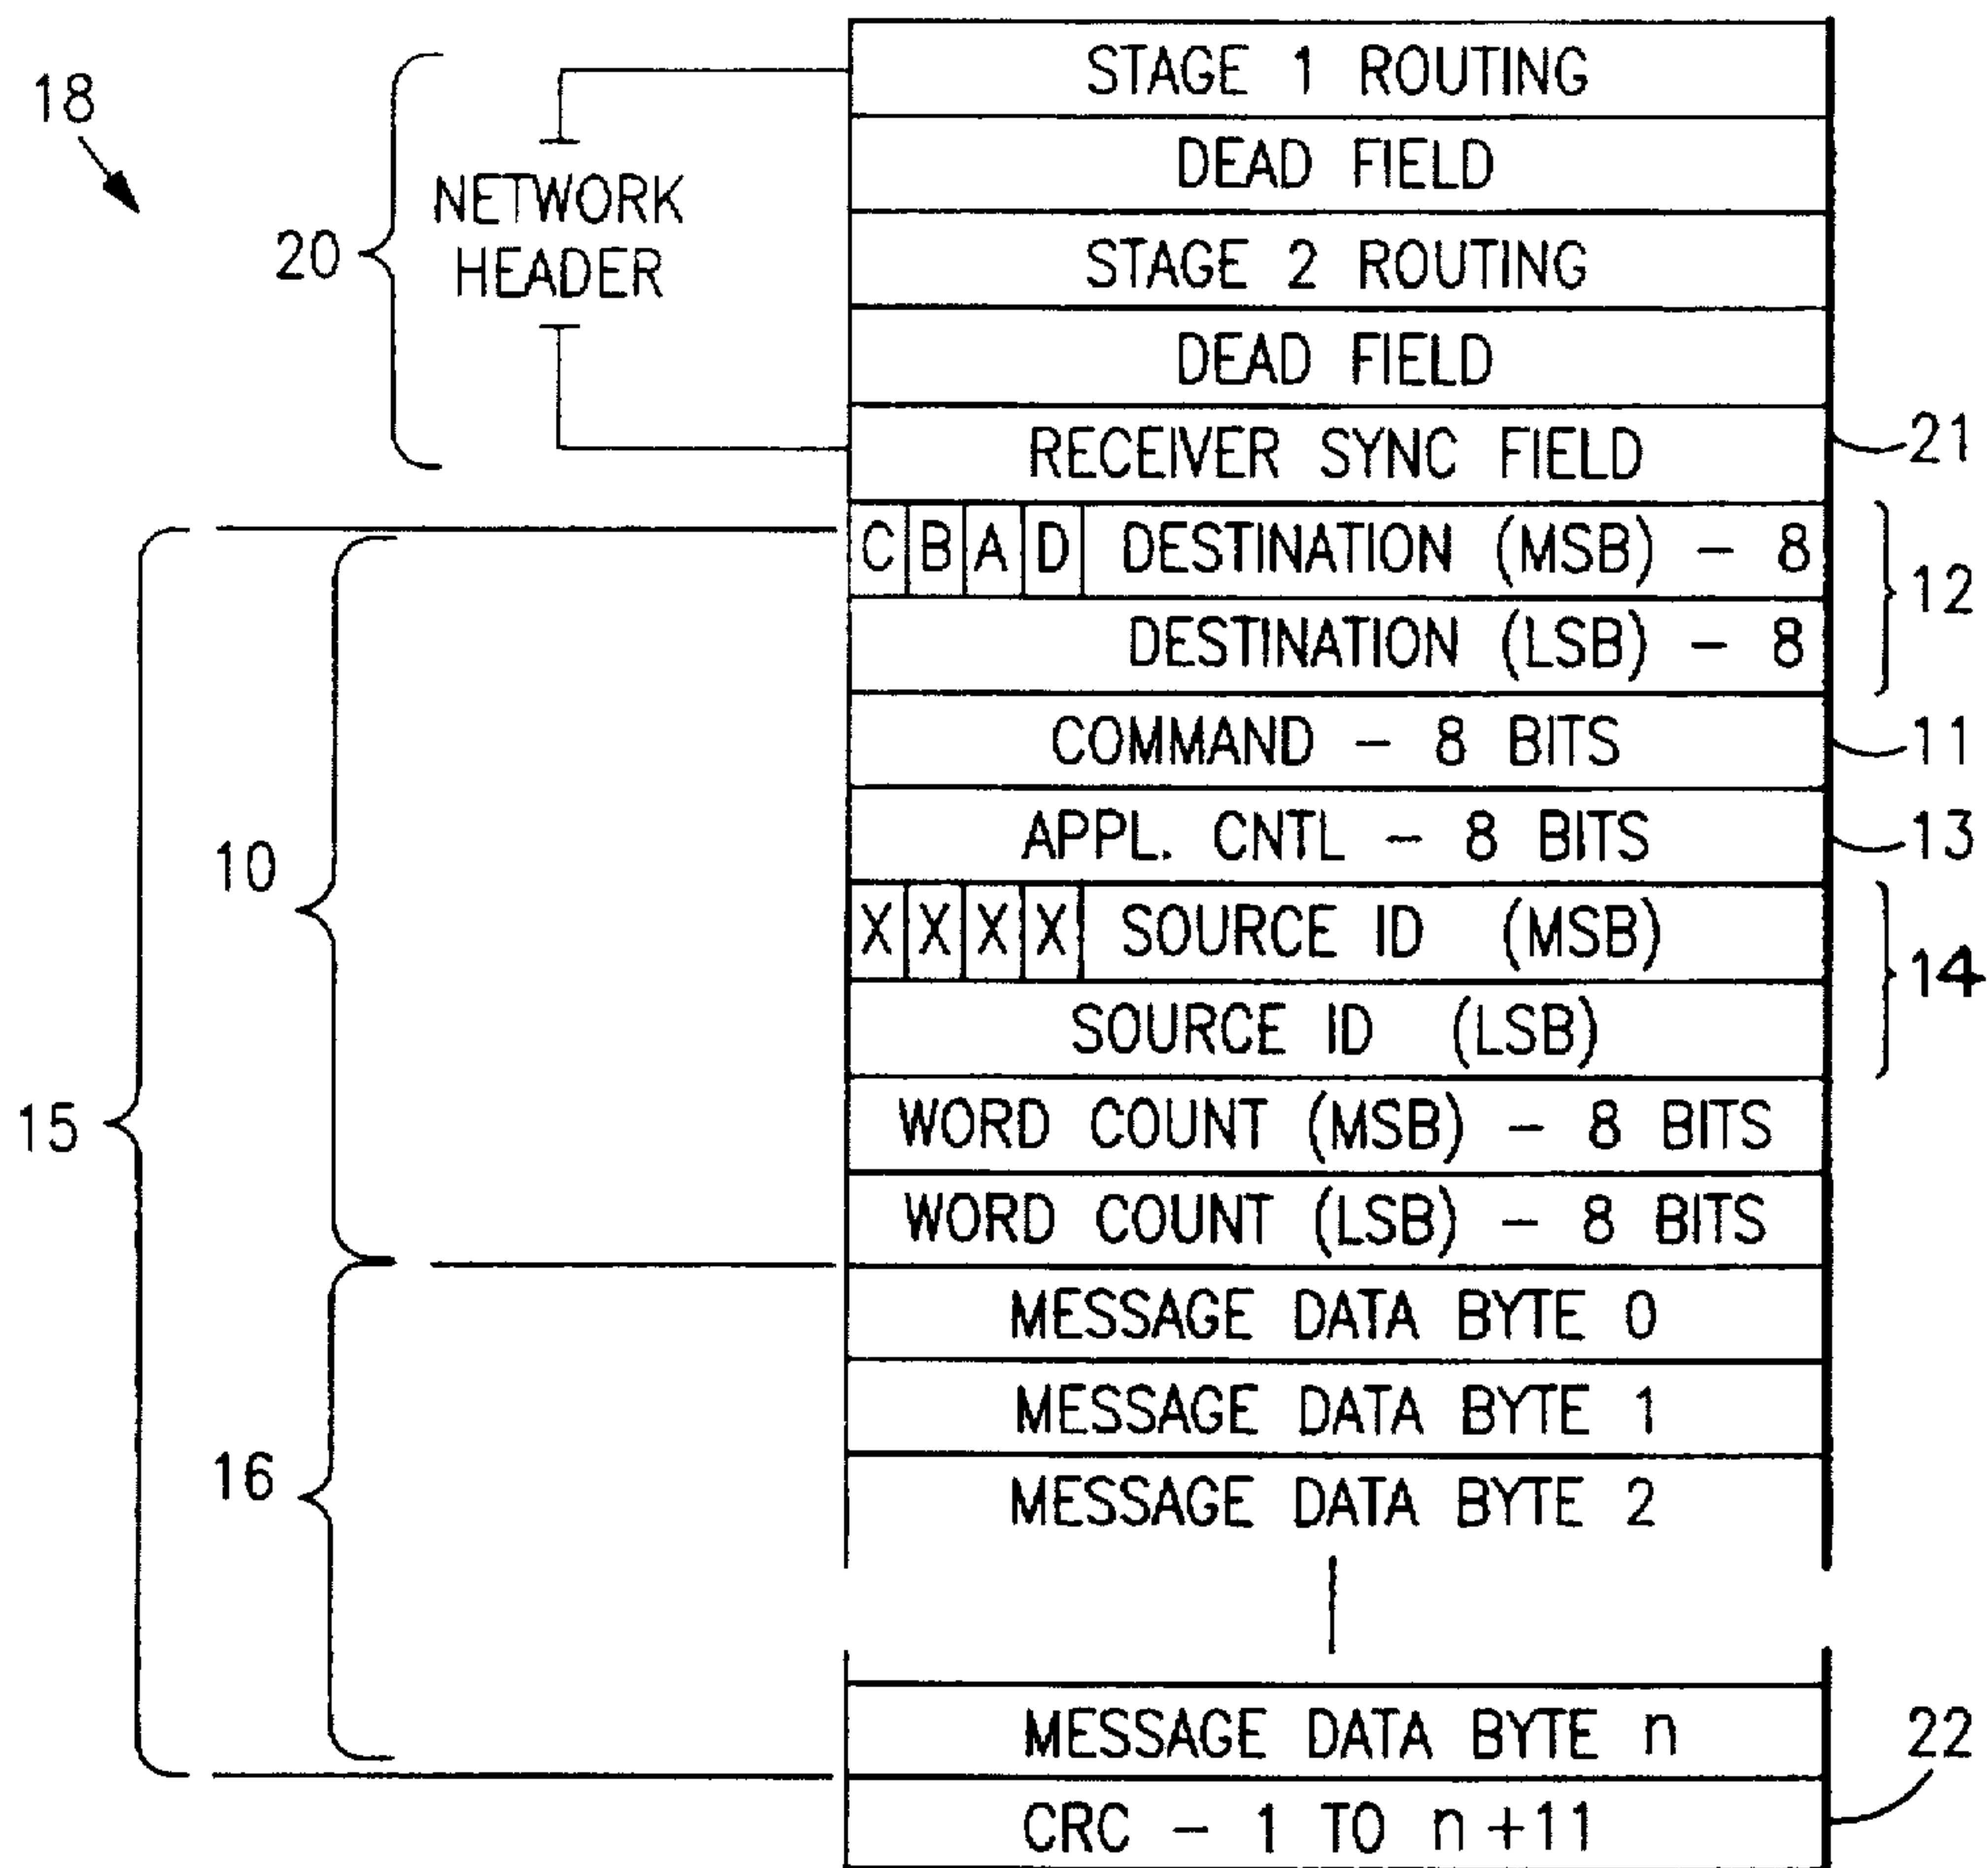 18
20
NETWORK
HEADER
STAGE 1 ROUTING
DEAD FIELD
STAGE 2 ROUTING
DEAD FIELD
RECEIVER SYNC FIELD
21
C B A D DESTINATION (MSB) - 8
DESTINATION (LSB) - 8
12
COMMAND - 8 BITS
11
APPL. CNTL - 8 BITS
13
X X X X SOURCE ID (MSB)
SOURCE ID (LSB)
14
WORD COUNT (MSB) - 8 BITS
WORD COUNT (LSB) - 8 BITS
10
15
MESSAGE DATA BYTE 0
MESSAGE DATA BYTE 1
MESSAGE DATA BYTE 2
16
MESSAGE DATA BYTE n
CRC - 1 TO n+11
22